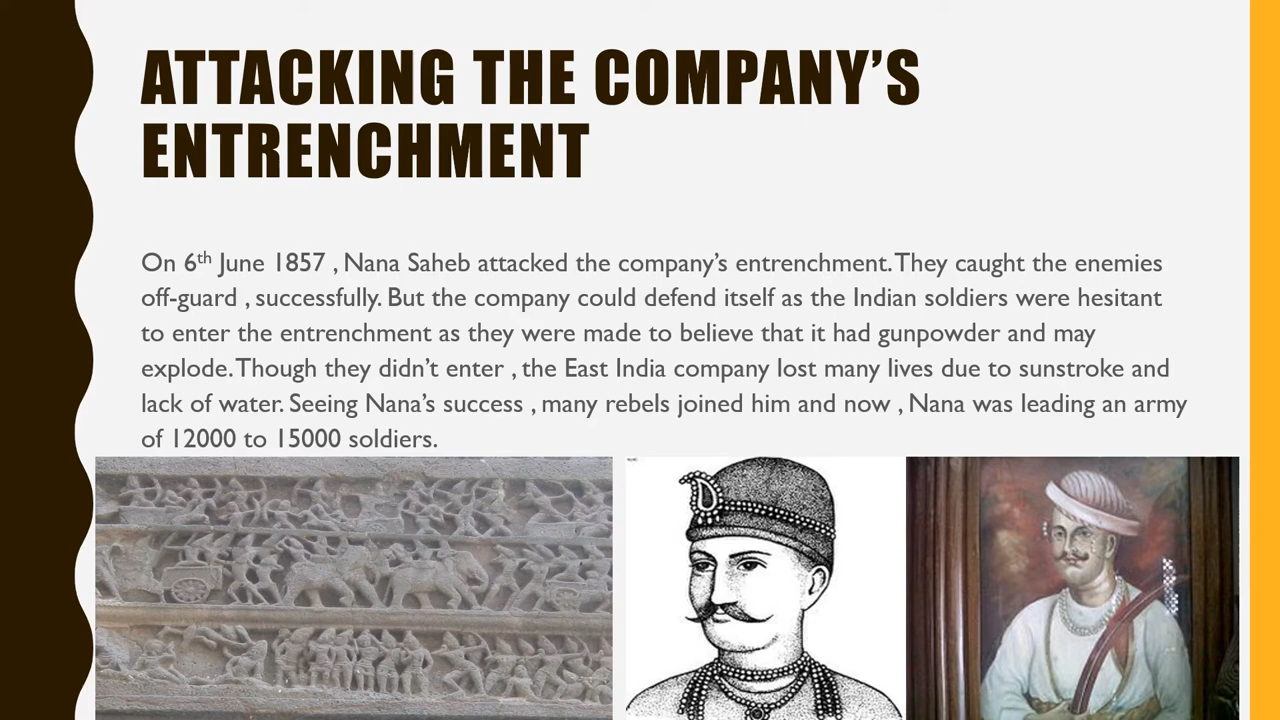 ATTACKING THE COMPANY’S
ENTRENCHMENT
On 6th June 1857 , Nana Saheb attacked the company’s entrenchment. They caught the enemies
off-guard , successfully. But the company could defend itself as the Indian soldiers were hesitant
to enter the entrenchment as they were made to believe that it had gunpowder and may
explode. Though they didn’t enter , the East India company lost many lives due to sunstroke and
lack of water. Seeing Nana’s success , many rebels joined him and now , Nana was leading an army
of 12000 to 15000 soldiers.